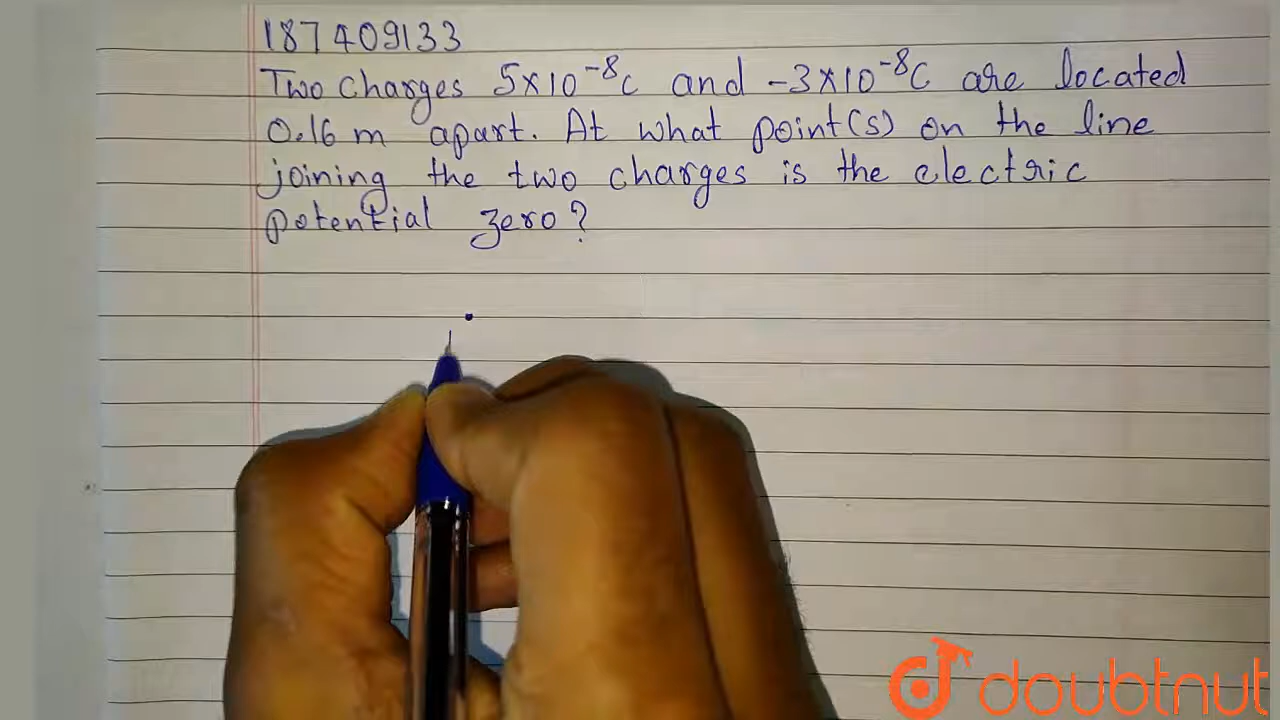 187409133
Two charges 5×10⁻⁸C and -3×10⁻⁸C are located
0.16 m apart. At what point(s) on the line
joining the two charges is the electric
potential zero?
doubtnut